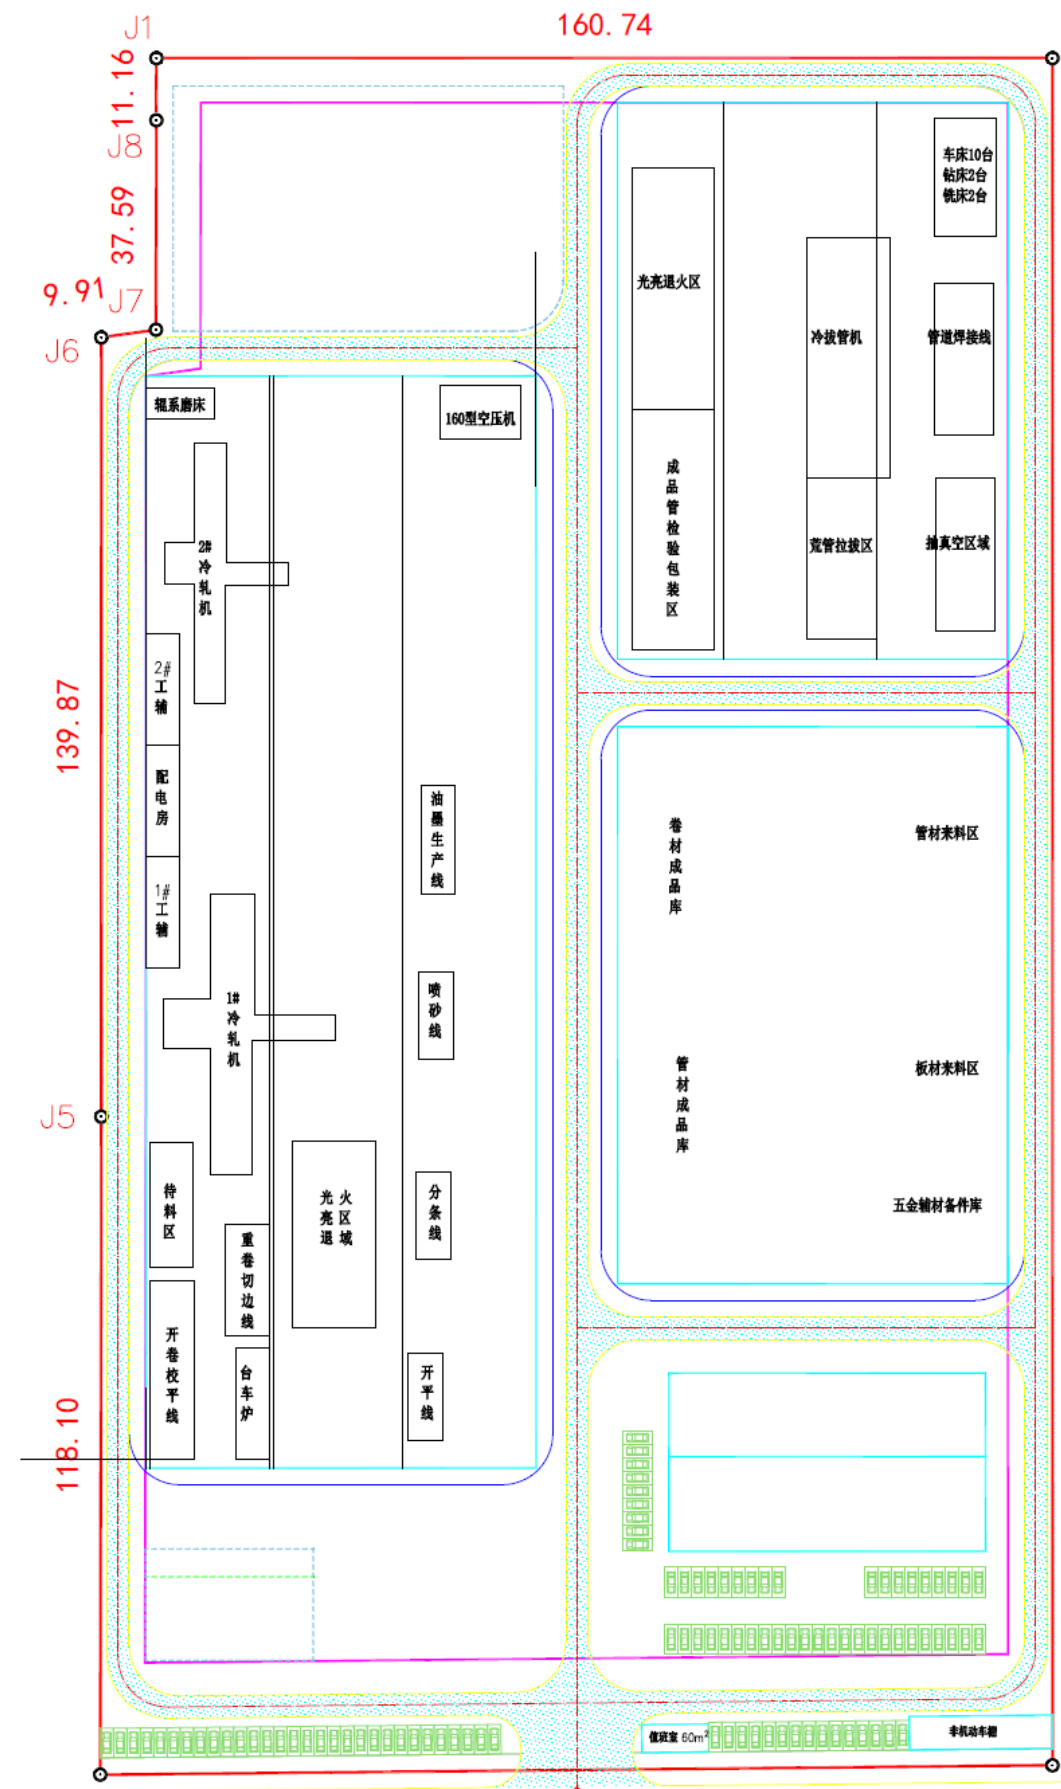 J1
160.74
11.16
J8
37.59
9.91
J7
J6
139.87
J5
118.10
车床10台
钻床2台
铣床2台
光亮退火区
冷拔管机
管道焊接线
成品管检验包装区
荒管拉拔区
抽真空区域
辊系磨床
160型空压机
2#冷轧机
2#工辅
配电房
1#工辅
油墨生产线
喷砂线
1#冷轧机
待料区
重卷切边线
光亮退
火区域
分条线
开卷校平线
台车炉
开平线
卷材成品库
管材来料区
管材成品库
板材来料区
五金辅材备件库
值班室 60m²
非机动车棚